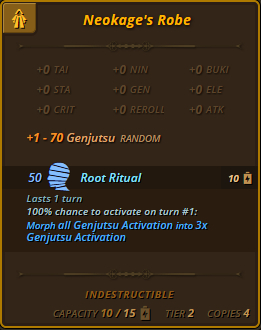 Neokage's Robe
+0 TAI +0 NIN +0 BUKI
+0 STA +0 GEN +0 ELE
+0 CRIT +0 REROLL +0 ATK
+1 - 70 Genjutsu RANDOM
50 Root Ritual 10
Lasts 1 turn
100% chance to activate on turn #1:
Morph all Genjutsu Activation into 3x
Genjutsu Activation
INDESTRUCTIBLE
CAPACITY 10 / 15 TIER 2 COPIES 4